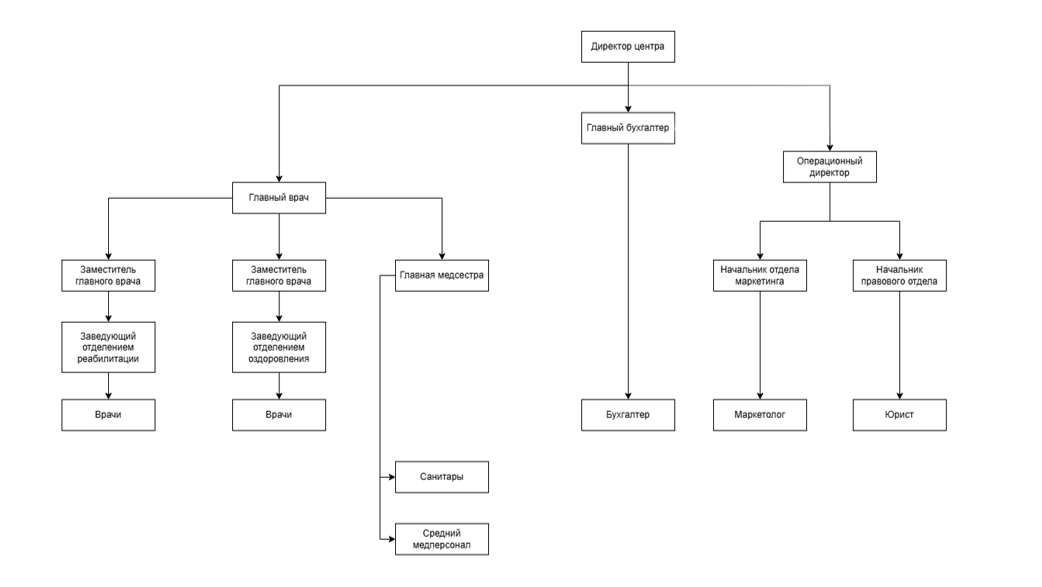 Директор центра
Главный бухгалтер
Операционный
директор
Главный врач
Заместитель
главного врача
Заместитель
главного врача
Главная медсестра
Начальник отдела
маркетинга
Начальник
правового отдела
Заведующий
отделением
реабилитации
Заведующий
отделением
оздоровления
Врачи
Врачи
Бухгалтер
Маркетолог
Юрист
Санитары
Средний
медперсонал